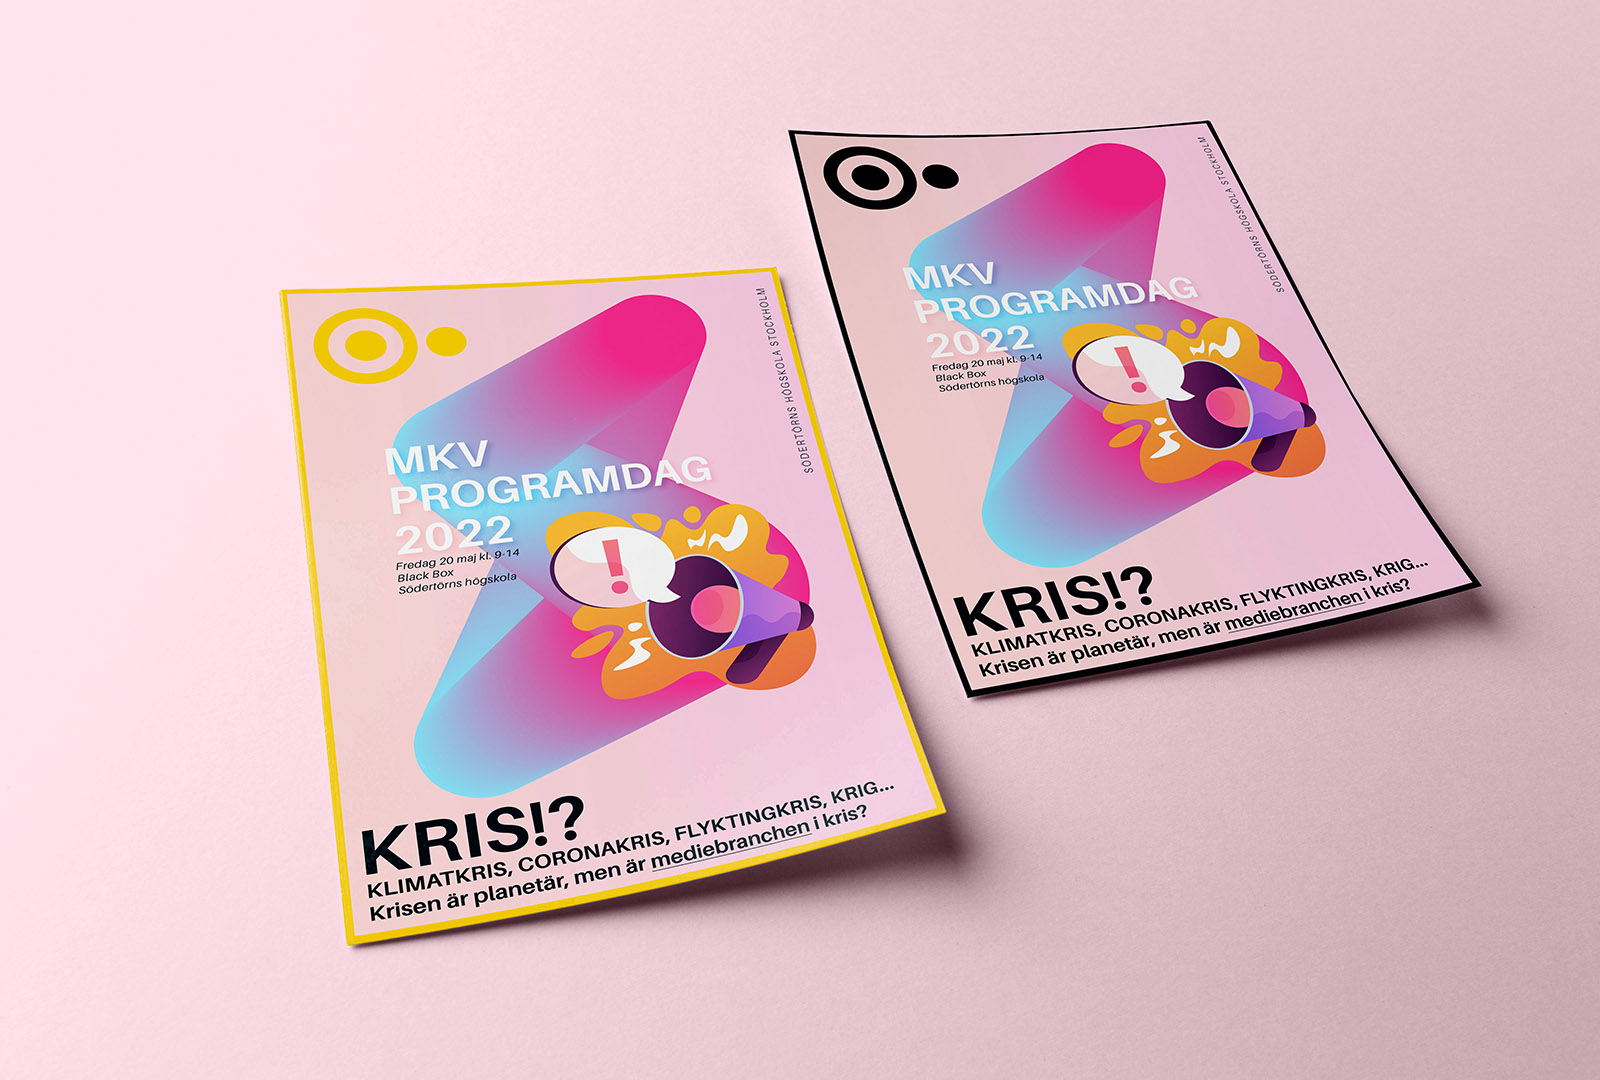 SÖDERTÖRNS HÖGSKOLA STOCKHOLM
MKV
PROGRAMDAG
2022
Fredag 20 maj kl. 9-14
Black Box
Södertörns högskola
!
KRIS!?
KLIMATKRIS, CORONAKRIS, FLYKTINGKRIS, KRIG...
Krisen är planetär, men är mediebranchen i kris?
SÖDERTÖRNS HÖGSKOLA STOCKHOLM
MKV
PROGRAMDAG
2022
Fredag 20 maj kl. 9-14
Black Box
Södertörns högskola
!
KRIS!?
KLIMATKRIS, CORONAKRIS, FLYKTINGKRIS, KRIG...
Krisen är planetär, men är mediebranchen i kris?